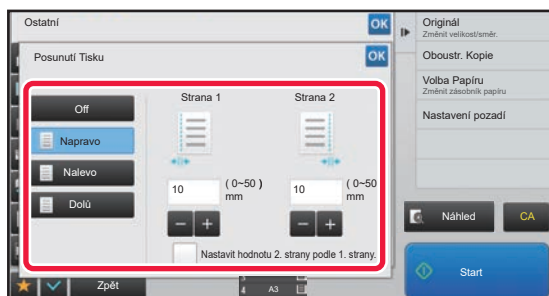 Ostatní
OK
Posunutí Tisku
OK
Off
Napravo
Nalevo
Dolů
Strana 1
Strana 2
10
( 0~50 )
mm
10
( 0~50
mm
− +
− +
Nastavit hodnotu 2. strany podle 1. strany.
Zpět
4 A3
Originál
Změnit velikost/směr.
Oboustr. Kopie
Volba Papíru
Změnit zásobník papíru
Nastavení pozadí
Náhled
CA
Start